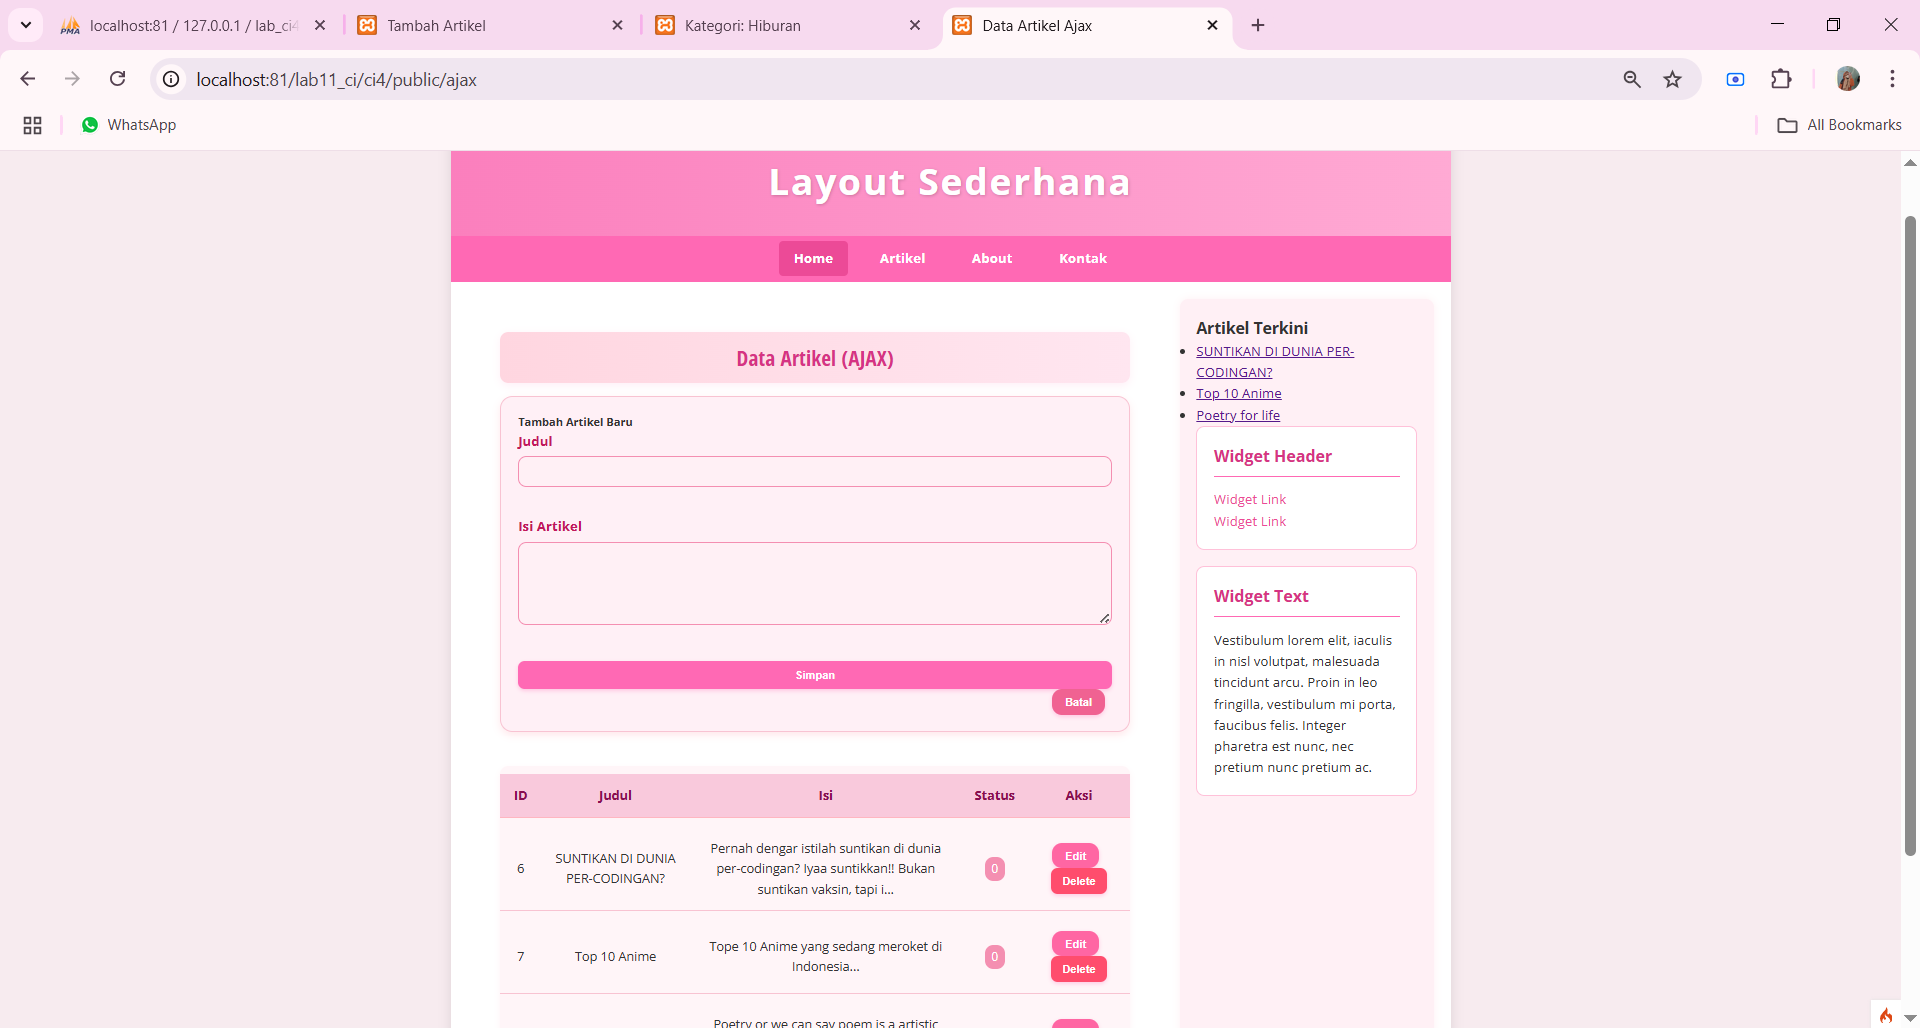 localhost:81 / 127.0.0.1 / lab_ci4
Tambah Artikel
Kategori: Hiburan
Data Artikel Ajax
localhost:81/lab11_ci/ci4/public/ajax
WhatsApp
All Bookmarks
Layout Sederhana
Home
Artikel
About
Kontak
Data Artikel (AJAX)
Tambah Artikel Baru
Judul
Isi Artikel
Simpan
Batal
ID
Judul
Isi
Status
Aksi
6
SUNTIKAN DI DUNIA
PER-CODINGAN?
Pernah dengar istilah suntikan di dunia
per-codingan? Iyaa suntikkan!! Bukan
suntikan vaksin, tapi i...
0
Edit
Delete
7
Top 10 Anime
Tope 10 Anime yang sedang meroket di
Indonesia...
0
Edit
Delete
Poetry or we can say poem is a artistic
Artikel Terkini
SUNTIKAN DI DUNIA PER-
CODINGAN?
Top 10 Anime
Poetry for life
Widget Header
Widget Link
Widget Link
Widget Text
Vestibulum lorem elit, iaculis
in nisl volutpat, malesuada
tincidunt arcu. Proin in leo
fringilla, vestibulum mi porta,
faucibus felis. Integer
pharetra est nunc, nec
pretium nunc pretium ac.